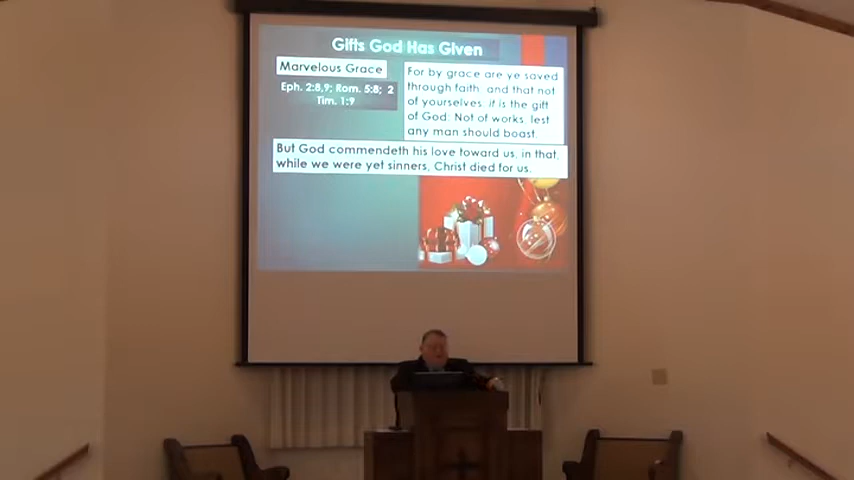 Gifts God Has Given
Marvelous Grace
Eph. 2:8,9; Rom. 5:8; 2
Tim. 1:9
For by grace are ye saved
through faith; and that not
of yourselves: it is the gift
of God: Not of works, lest
any man should boast.
But God commendeth his love toward us, in that,
while we were yet sinners, Christ died for us.